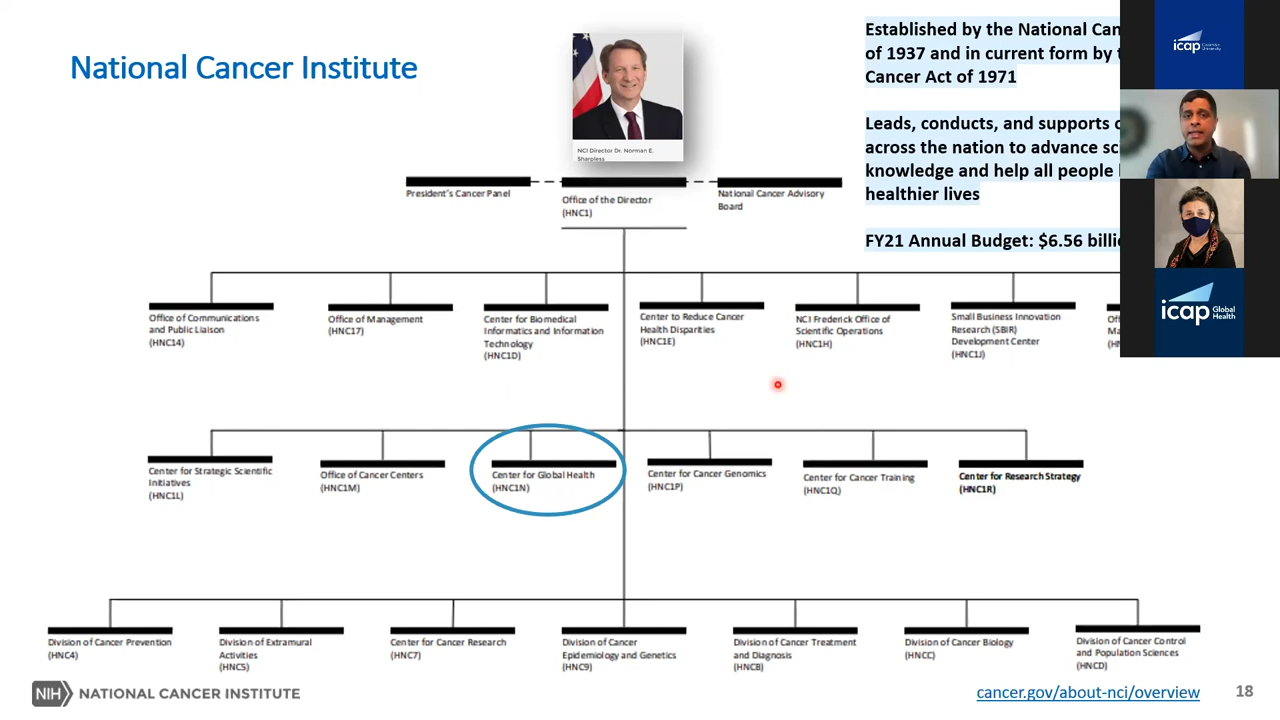 National Cancer Institute
Established by the National Can
of 1937 and in current form by
Cancer Act of 1971
Leads, conducts, and supports
across the nation to advance
knowledge and help all people
healthier lives
FY21 Annual Budget: $6.56
icap Columbia University
NCI Director Dr. Norman E.
Sharpless
President's Cancer Panel
Office of the Director
(HNC1)
National Cancer Advisory
Board
Office of Communications
and Public Liaison
(HNC14)
Office of Management
(HNC17)
Center for Biomedical
Informatics and Information
Technology
(HNC1D)
Center to Reduce Cancer
Health Disparities
(HNC1E)
NCI Frederick Office of
Scientific Operations
(HNC1H)
Small Business Innovation
Research (SBIR)
Development Center
(HNC1J)
icap Global
Health
Center for Strategic Scientific
Initiatives
(HNC1L)
Office of Cancer Centers
(HNC1M)
Center for Global Health
(HNC1N)
Center for Cancer Genomics
(HNC1P)
Center for Cancer Training
(HNC1Q)
Center for Research Strategy
(HNC1R)
Division of Cancer Prevention
(HNC4)
Division of Extramural
Activities
(HNC5)
Center for Cancer Research
(HNC7)
Division of Cancer
Epidemiology and Genetics
(HNC9)
Division of Cancer Treatment
and Diagnosis
(HNCB)
Division of Cancer Biology
(HNCC)
Division of Cancer Control
and Population Sciences
(HNCD)
NIH NATIONAL CANCER INSTITUTE
cancer.gov/about-nci/overview
18